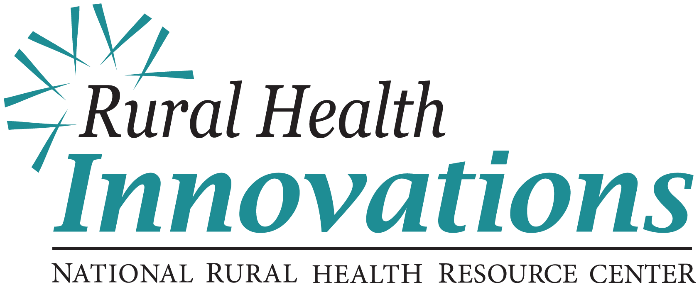 Rural Health
Innovations
NATIONAL RURAL HEALTH RESOURCE CENTER